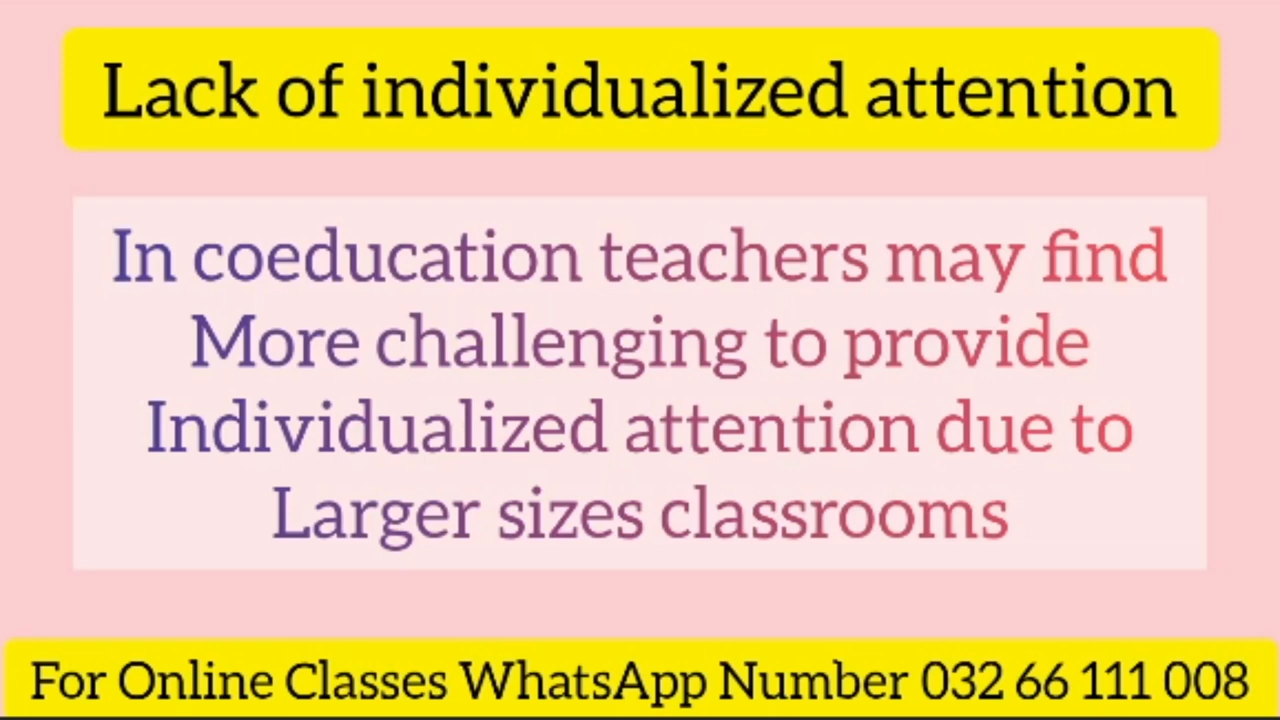 Lack of individualized attention
In coeducation teachers may find
More challenging to provide
Individualized attention due to
Larger sizes classrooms
For Online Classes WhatsApp Number 032 66 111 008